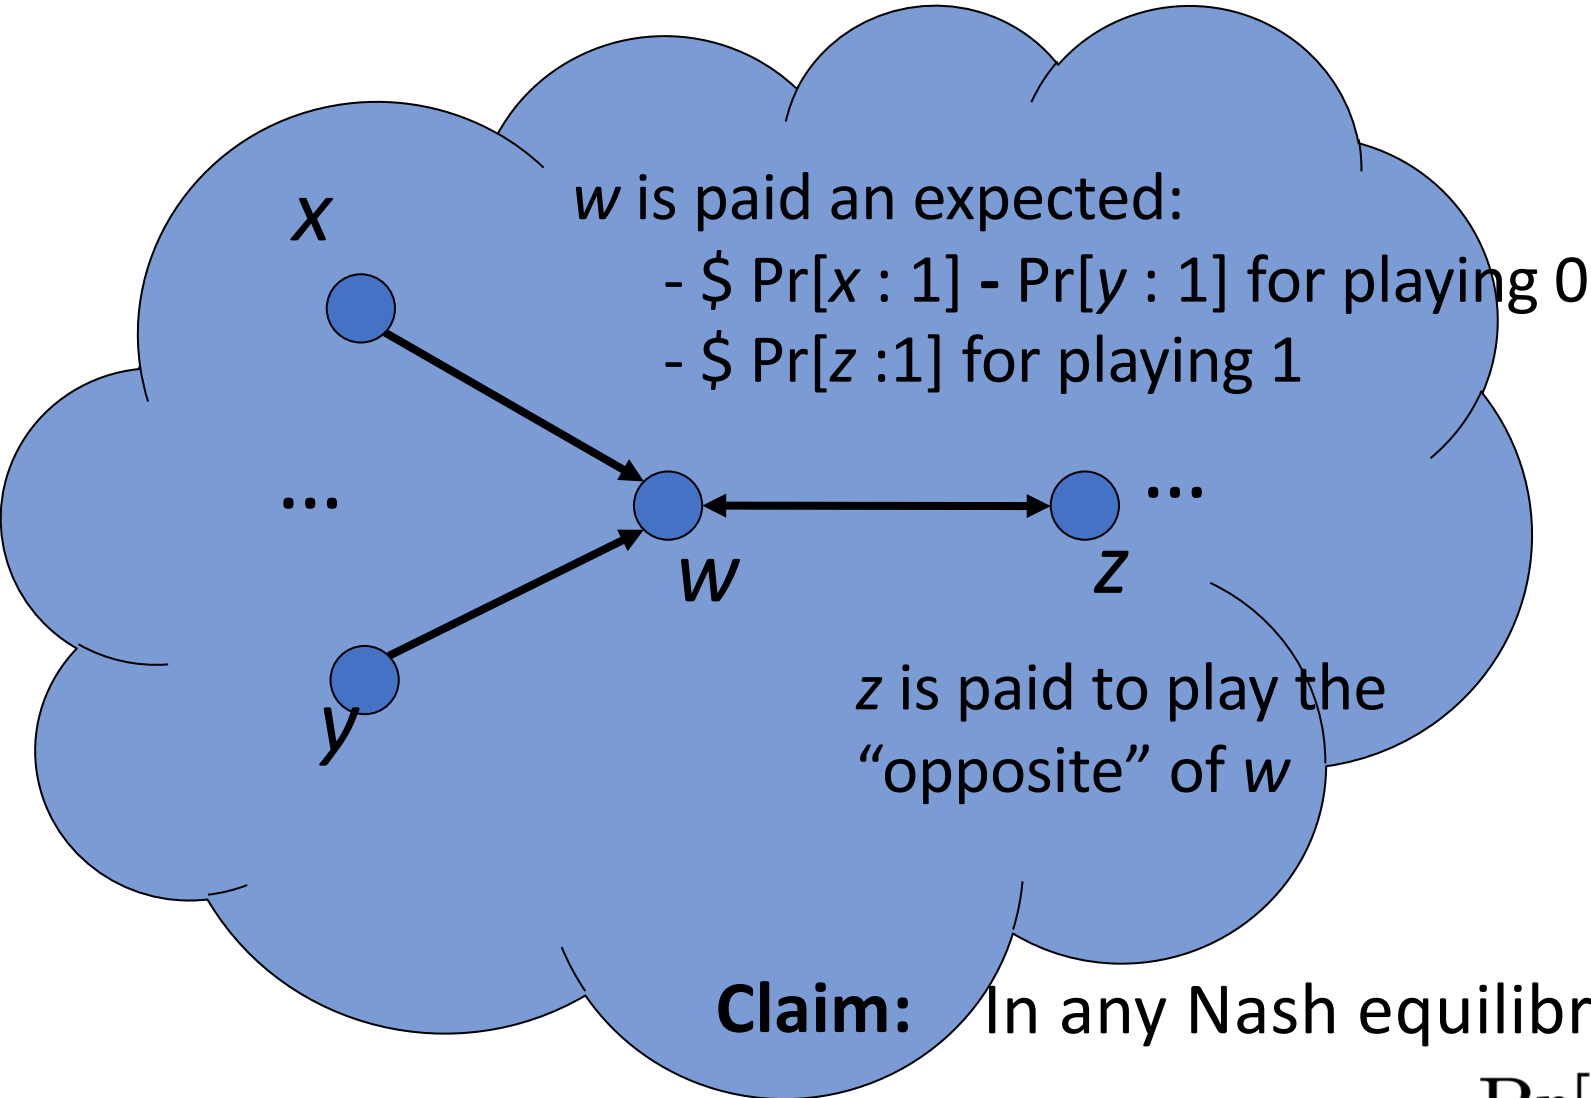 x
w is paid an expected:
- $ Pr[x : 1] - Pr[y : 1] for playing 0
- $ Pr[z :1] for playing 1
...
...
w
z
y
z is paid to play the
“opposite” of w
Claim: In any Nash equilibr
Pr[